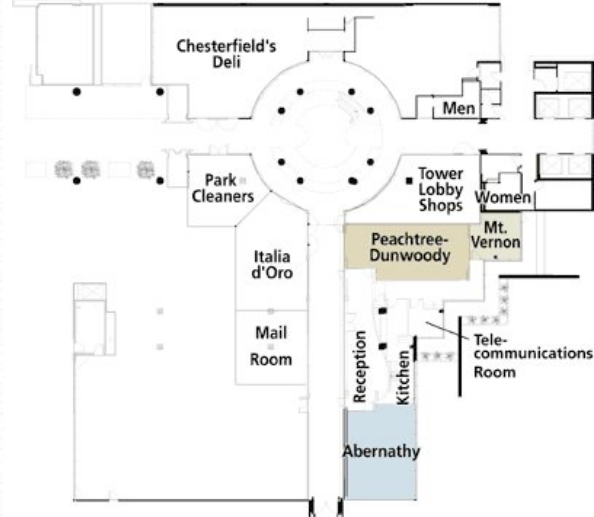 Chesterfield's
Deli
Men
Park
Cleaners
Tower
Lobby
Shops
Women
Peachtree-
Dunwoody
Mt.
Vernon
Italia
d'Oro
Mail
Room
Reception
Kitchen
Tele-
communications
Room
Abernathy